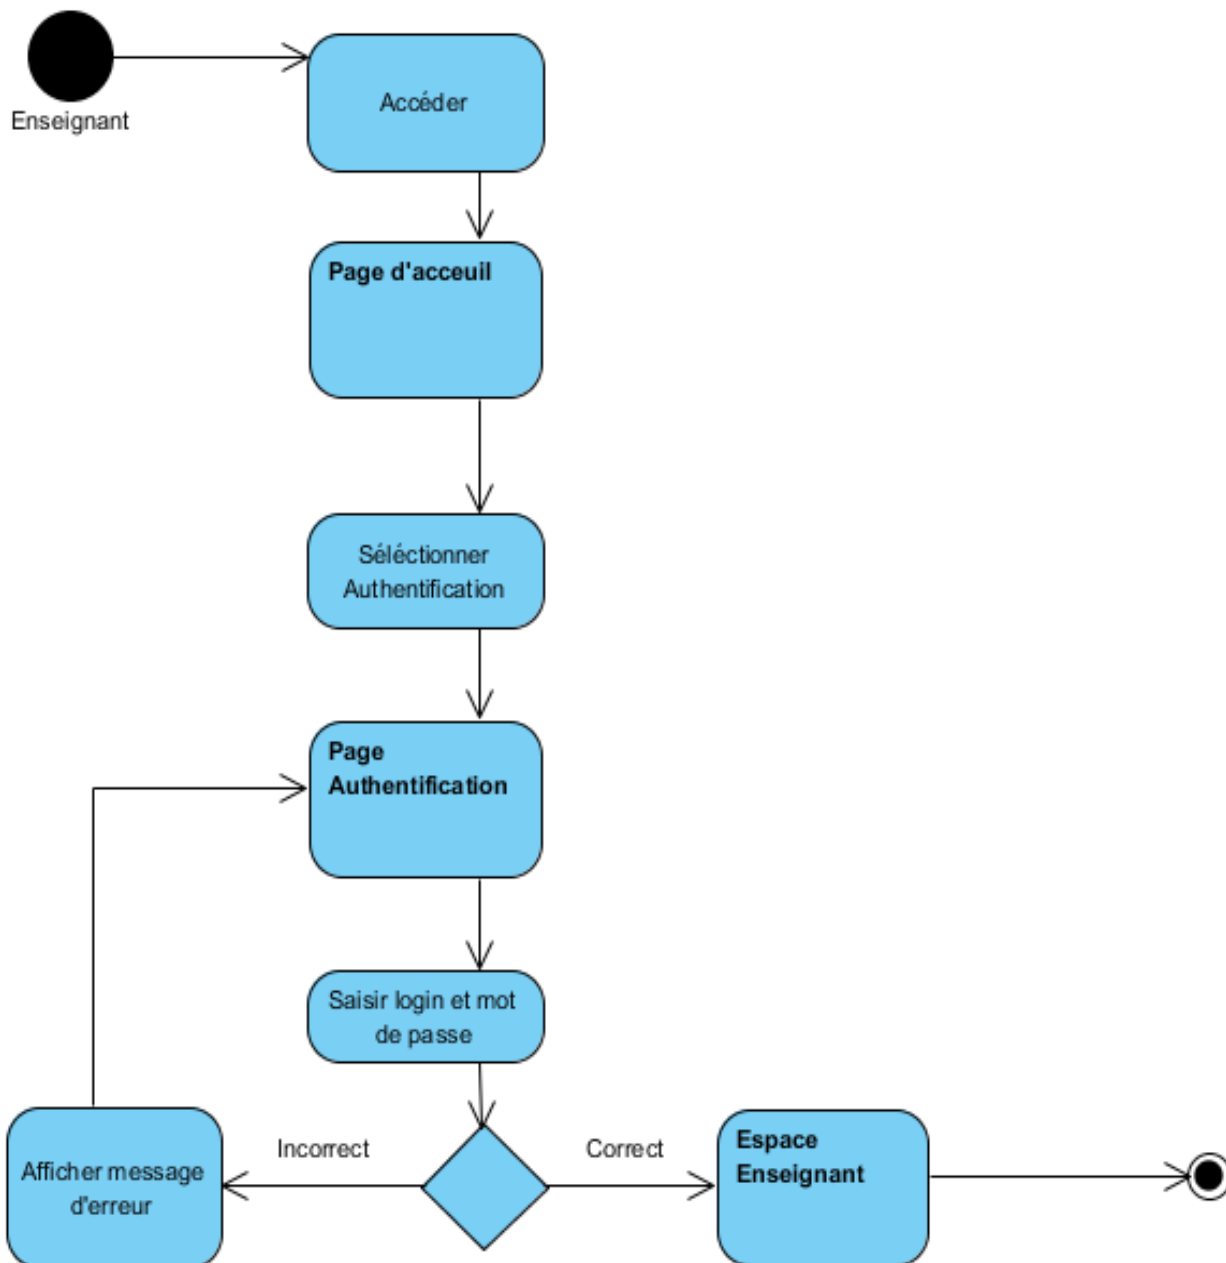 Accéder
Enseignant
Page d'acceuil
Séléctionner
Authentification
Page
Authentification
Saisir login et mot
de passe
Incorrect
Correct
Afficher message
d'erreur
Espace
Enseignant